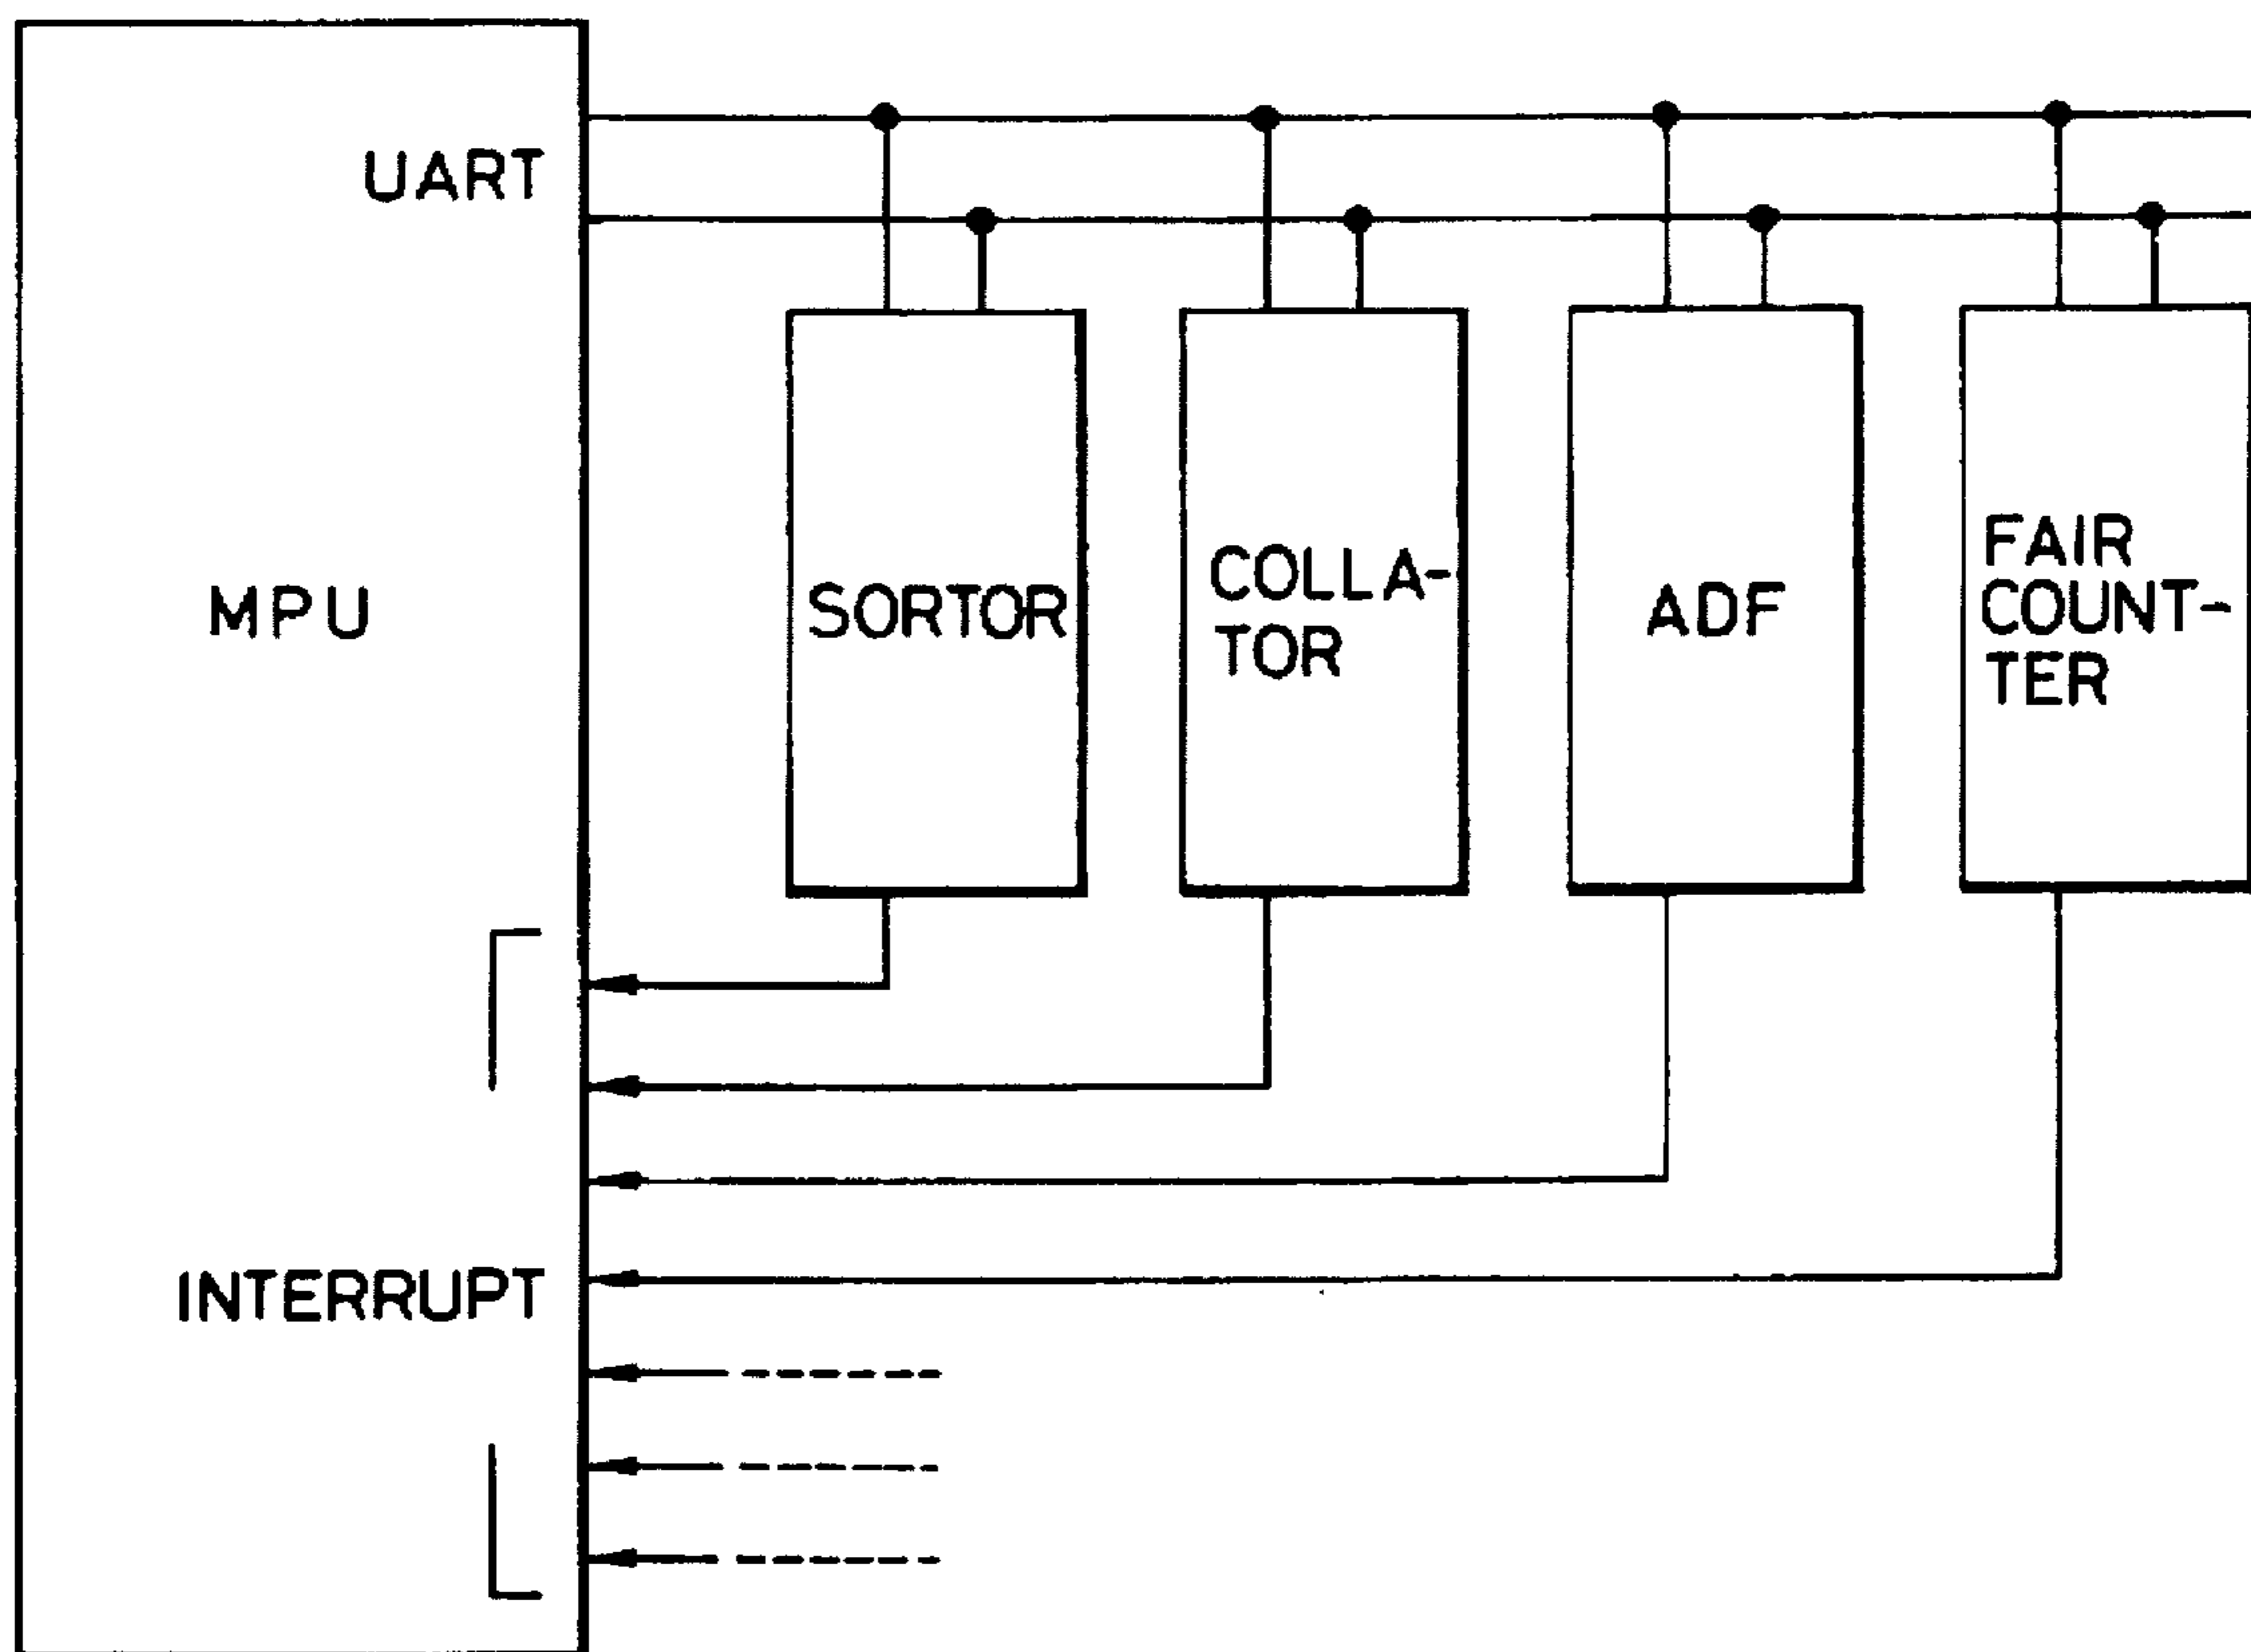 UART
MPU
SORTOR
COLLA-
TOR
ADF
FAIR
COUNT-
TER
INTERRUPT